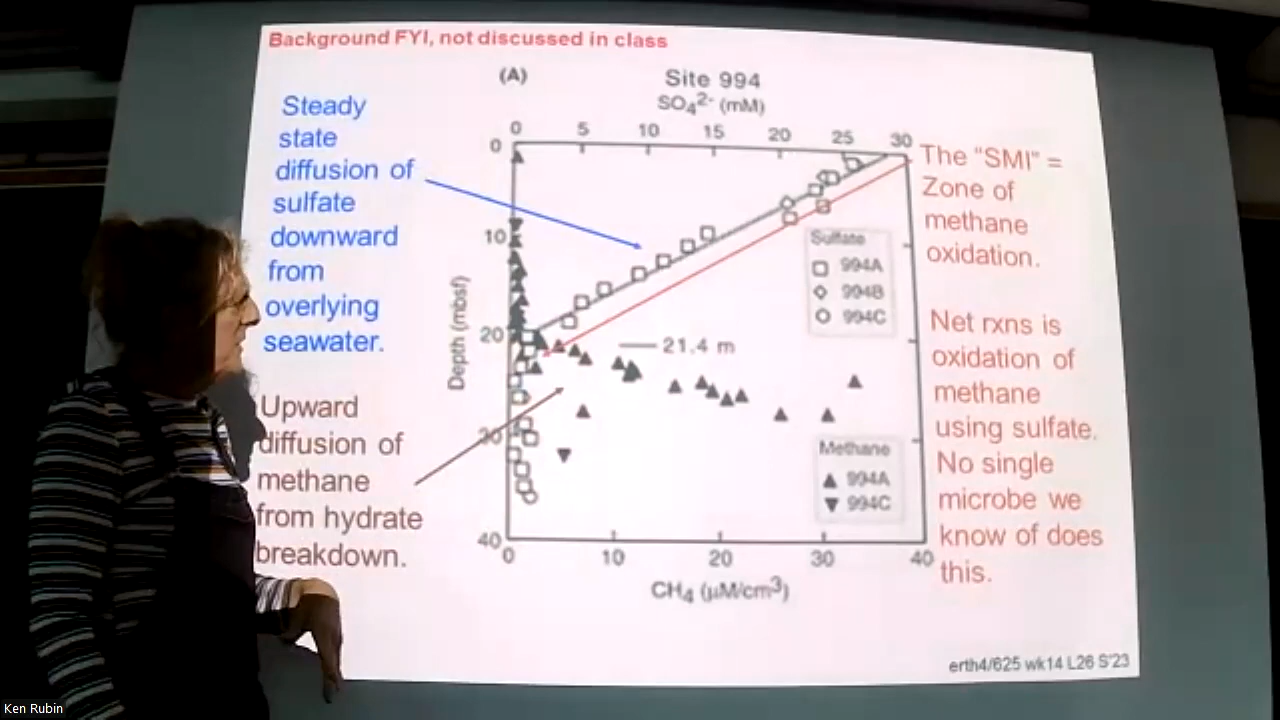 Background FYI, not discussed in class
(A)
Site 994
SO₄²⁻ (mM)
0 5 10 15 20 25 30
Steady
state
diffusion of
sulfate
downward
from
overlying
seawater.
Upward
diffusion of
methane
from hydrate
breakdown.
Depth (mbsf)
0
10
20
30
40
Sulfate
994A
994B
994C
21.4 m
Methane
994A
994C
0 10 20 30 40
CH₄ (μM/cm³)
The "SMI" =
Zone of
methane
oxidation.
Net rxns is
oxidation of
methane
using sulfate.
No single
microbe we
know of does
this.
erth4/625 wk14 L26 S'23
Ken Rubin